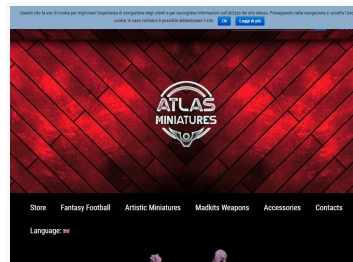 Questo sito fa uso di cookie per migliorare l'esperienza di navigazione degli utenti e per raccogliere informazioni sull'utilizzo del sito stesso. Proseguendo nella navigazione si accetta l'uso
cookie; in caso contrario è possibile abbandonare il sito. Ok Leggi di più
ATLAS
MINIATURES
Store Fantasy Football Artistic Miniatures Madkits Weapons Accessories Contacts
Language: